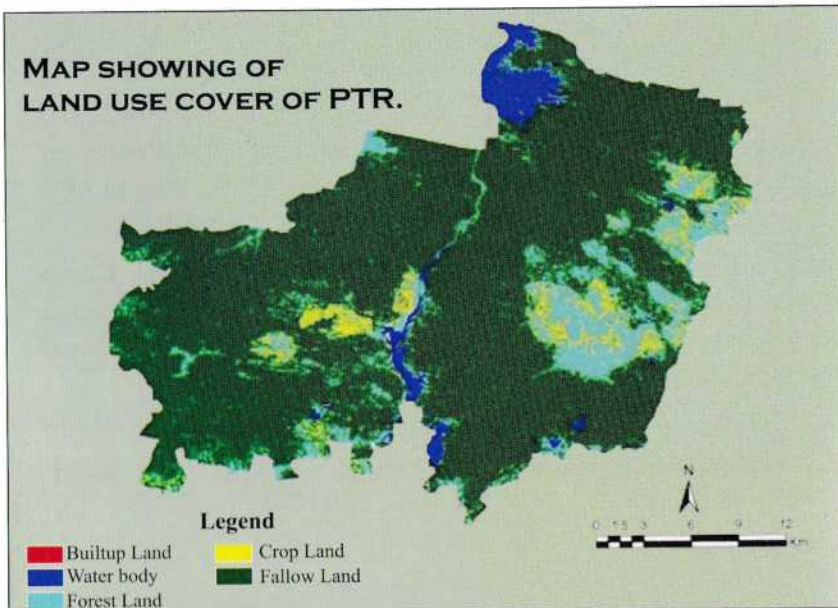 MAP SHOWING OF
LAND USE COVER OF PTR.
N
0 1.5 3 6 9 12
Km
Legend
Builtup Land
Crop Land
Water body
Fallow Land
Forest Land